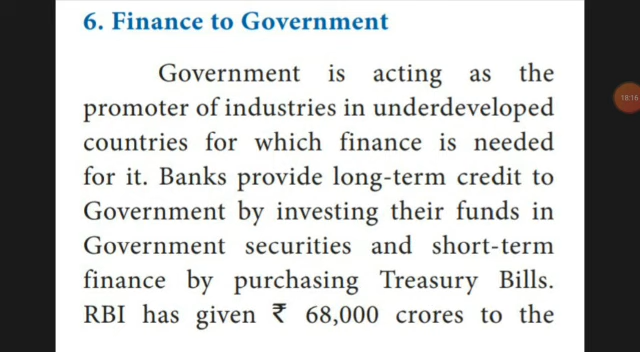 6. Finance to Government
Government is acting as the
promoter of industries in underdeveloped
countries for which finance is needed
for it. Banks provide long-term credit to
Government by investing their funds in
Government securities and short-term
finance by purchasing Treasury Bills.
RBI has given ₹ 68,000 crores to the
18:16